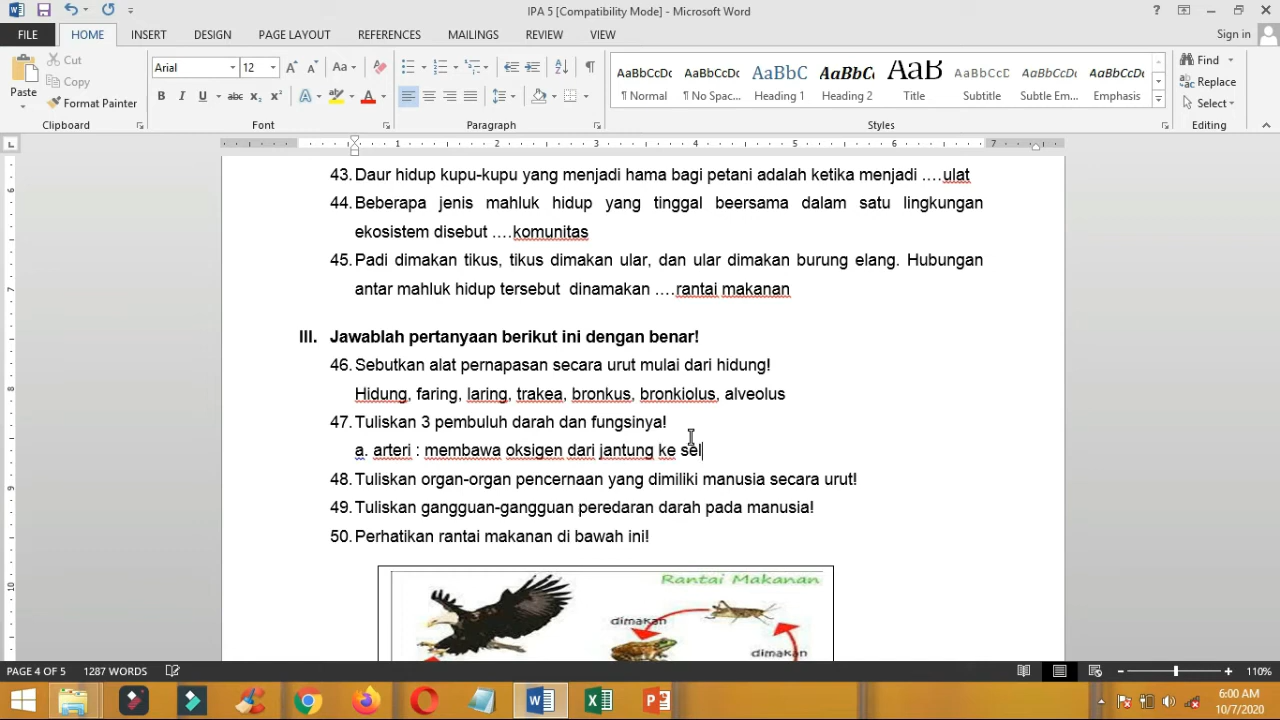 IPA 5 [Compatibility Mode] - Microsoft Word
FILE HOME INSERT DESIGN PAGE LAYOUT REFERENCES MAILINGS REVIEW VIEW Sign in
Cut
Copy
Paste
Format Painter
Arial 12
AaBbCcDc AaBbCcDc AaBbC AaBbCc AaB AaBbCcD AaBbCcDc AaBbCcDc
¶ Normal ¶ No Spac... Heading 1 Heading 2 Title Subtitle Subtle Em... Emphasis
Find
Replace
Select
Clipboard Font Paragraph Styles Editing
1 2 3 4 5 6 7
43. Daur hidup kupu-kupu yang menjadi hama bagi petani adalah ketika menjadi ….ulat
44. Beberapa jenis mahluk hidup yang tinggal beersama dalam satu lingkungan
ekosistem disebut ….komunitas
45. Padi dimakan tikus, tikus dimakan ular, dan ular dimakan burung elang. Hubungan
antar mahluk hidup tersebut dinamakan ….rantai makanan
III. Jawablah pertanyaan berikut ini dengan benar!
46. Sebutkan alat pernapasan secara urut mulai dari hidung!
Hidung, faring, laring, trakea, bronkus, bronkiolus, alveolus
47. Tuliskan 3 pembuluh darah dan fungsinya!
a. arteri : membawa oksigen dari jantung ke sel
48. Tuliskan organ-organ pencernaan yang dimiliki manusia secara urut!
49. Tuliskan gangguan-gangguan peredaran darah pada manusia!
50. Perhatikan rantai makanan di bawah ini!
Rantai Makanan
dimakan
dimakan
PAGE 4 OF 5 1287 WORDS 110%
6:00 AM
10/7/2020